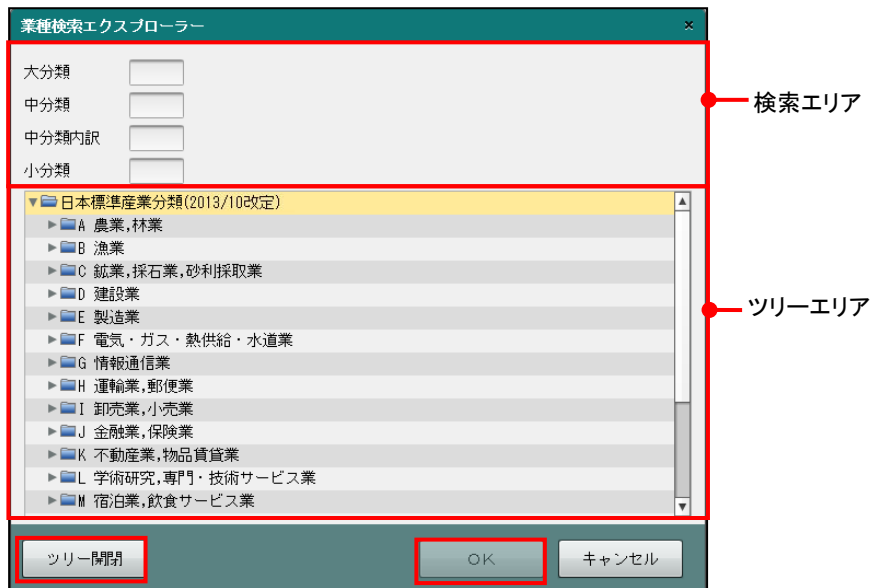 業種検索エクスプローラー ×
大分類
中分類
中分類内訳
小分類
検索エリア
日本標準産業分類(2013/10改定)
A 農業,林業
B 漁業
C 鉱業,採石業,砂利採取業
D 建設業
E 製造業
F 電気・ガス・熱供給・水道業
G 情報通信業
H 運輸業,郵便業
I 卸売業,小売業
J 金融業,保険業
K 不動産業,物品賃貸業
L 学術研究,専門・技術サービス業
M 宿泊業,飲食サービス業
ツリーエリア
ツリー開閉 OK キャンセル